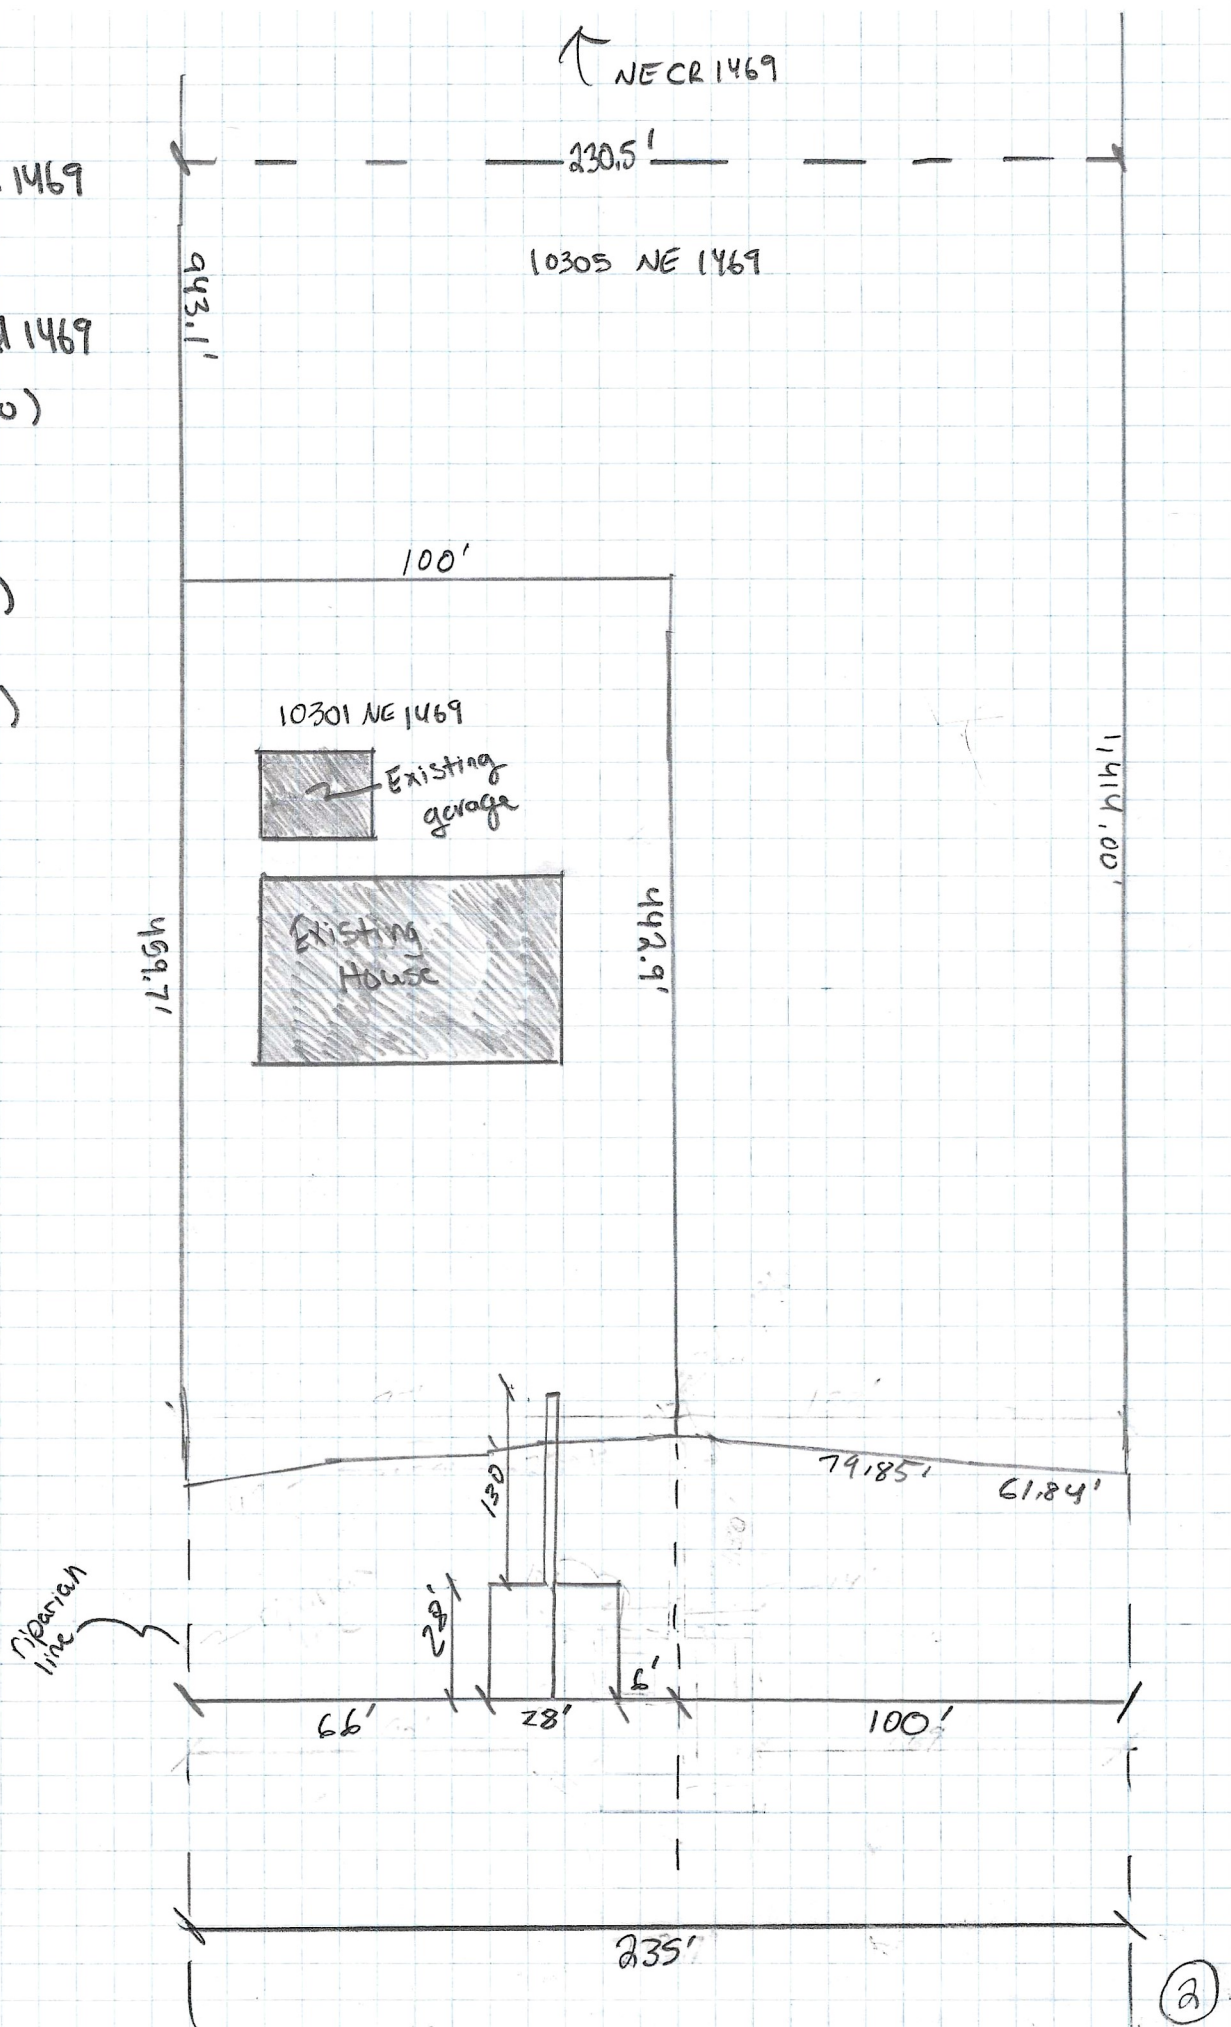 NE CR 1469
230.5'
1469
10305 NE 1469
943.1'
1469
100'
10301 NE 1469
Existing
garage
1,414.00'
Existing
House
459.7'
442.9'
79.85'
61.84'
130'
riparian
line
28'
6'
66'
28'
100'
235'
2